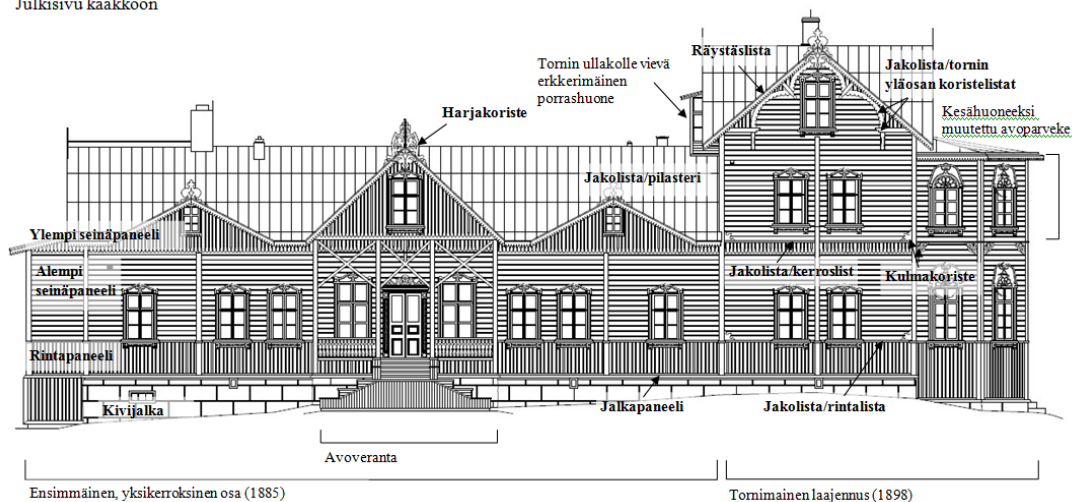 Julkisivu kaakkoon
Räystäslista
Tornin ullakolle vievä
erkkerimäinen
porrashuone
Jakolista/tornin
yläosan koristelistat
Kesähuoneeksi
muutettu avoparveke
Harjakoriste
Jakolista/pilasteri
Ylempi seinäpaneeli
Alempi
seinäpaneeli
Jakolista/kerroslist
Kulmakoriste
Rintapaneeli
Kivijalka
Jalkapaneeli
Jakolista/rintalista
Avoveranta
Ensimmäinen, yksikerroksinen osa (1885)
Tornimainen laajennus (1898)